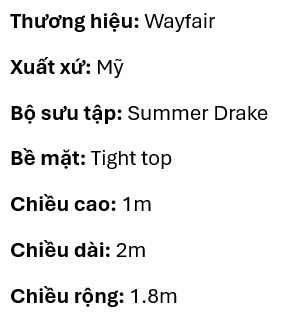 Thương hiệu: Wayfair
Xuất xứ: Mỹ
Bộ sưu tập: Summer Drake
Bề mặt: Tight top
Chiều cao: 1m
Chiều dài: 2m
Chiều rộng: 1.8m